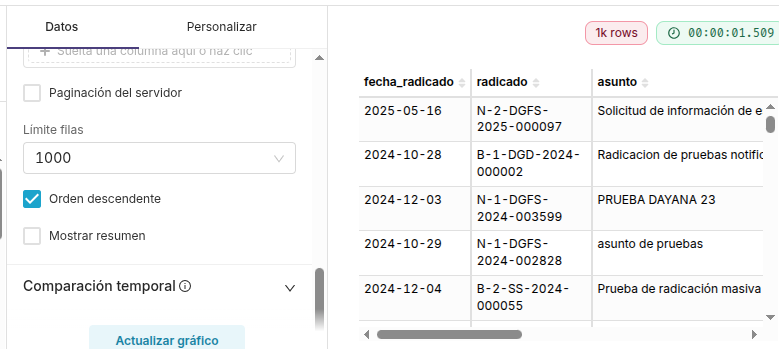 Datos
Personalizar
+ Suelta una columna aquí o haz clic
Paginación del servidor
Límite filas
1000
Orden descendente
Mostrar resumen
Comparación temporal
Actualizar gráfico
1k rows
00:00:01.509
fecha_radicado radicado asunto
2025-05-16 N-2-DGFS- Solicitud de información de e
2025-000097
2024-10-28 B-1-DGD-2024- Radicacion de pruebas notific
000002
2024-12-03 N-1-DGFS- PRUEBA DAYANA 23
2024-003599
2024-10-29 N-1-DGFS- asunto de pruebas
2024-002828
2024-12-04 B-2-SS-2024- Prueba de radicación masiva
000055